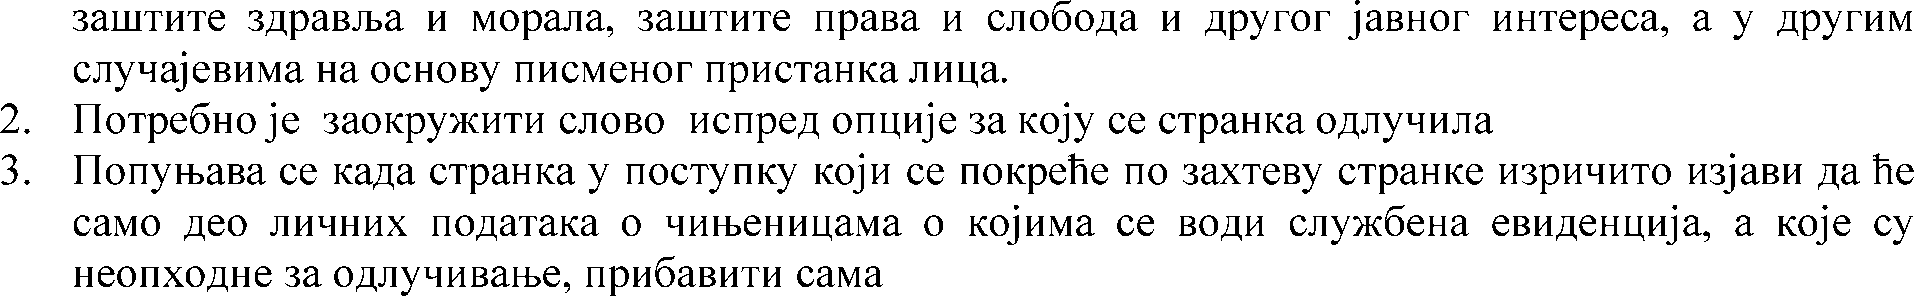 заштите здравља и морала, заштите права и слобода и другог јавног интереса, а у другим
случајевима на основу писменог пристанка лица.
2. Потребно је  заокружити слово  испред опције за коју се странка одлучила
3. Попуњава се када странка у поступку који се покреће по захтеву странке изричито изјави да ће
само део личних података о чињеницама о којима се води службена евиденција, а које су
неопходне за одлучивање, прибавити сама